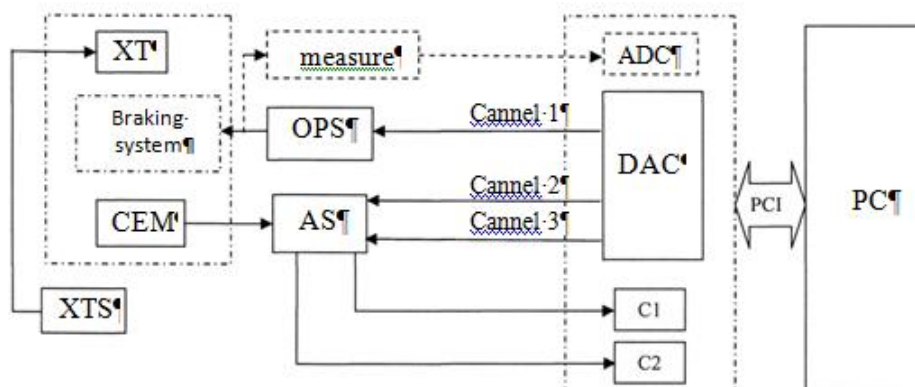 XT¶
measure¶
ADC¶
Braking·
system¶
OPS¶
Cannel·1¶
DAC¶
Cannel·2¶
CEM¶
AS¶
Cannel·3¶
PCI
PC¶
XTS¶
C1
C2